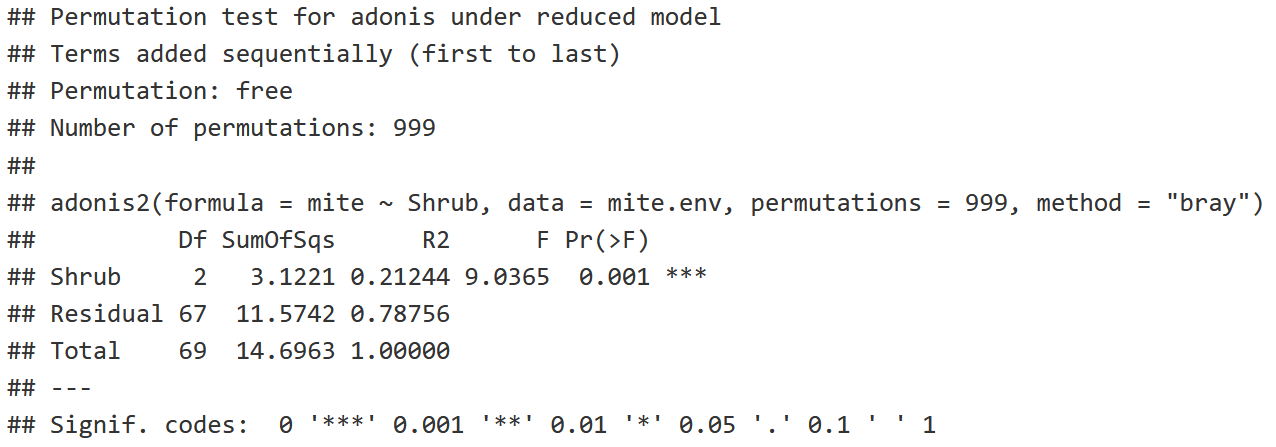 ## Permutation test for adonis under reduced model
## Terms added sequentially (first to last)
## Permutation: free
## Number of permutations: 999
##
## adonis2(formula = mite ~ Shrub, data = mite.env, permutations = 999, method = "bray")
##          Df SumOfSqs      R2      F Pr(>F)
## Shrub     2   3.1221 0.21244 9.0365  0.001 ***
## Residual 67  11.5742 0.78756
## Total    69  14.6963 1.00000
## ---
## Signif. codes:  0 '***' 0.001 '**' 0.01 '*' 0.05 '.' 0.1 ' ' 1